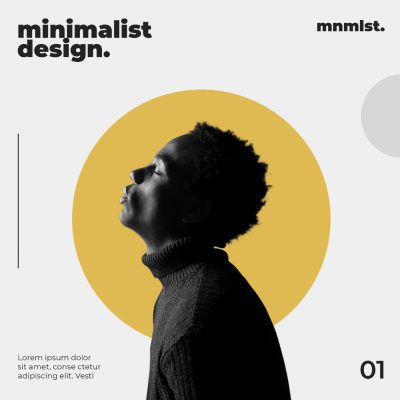 minimalist
design.
mnmlst.
Lorem ipsum dolor
sit amet, conse ctetur
adipiscing elit. Vesti
01